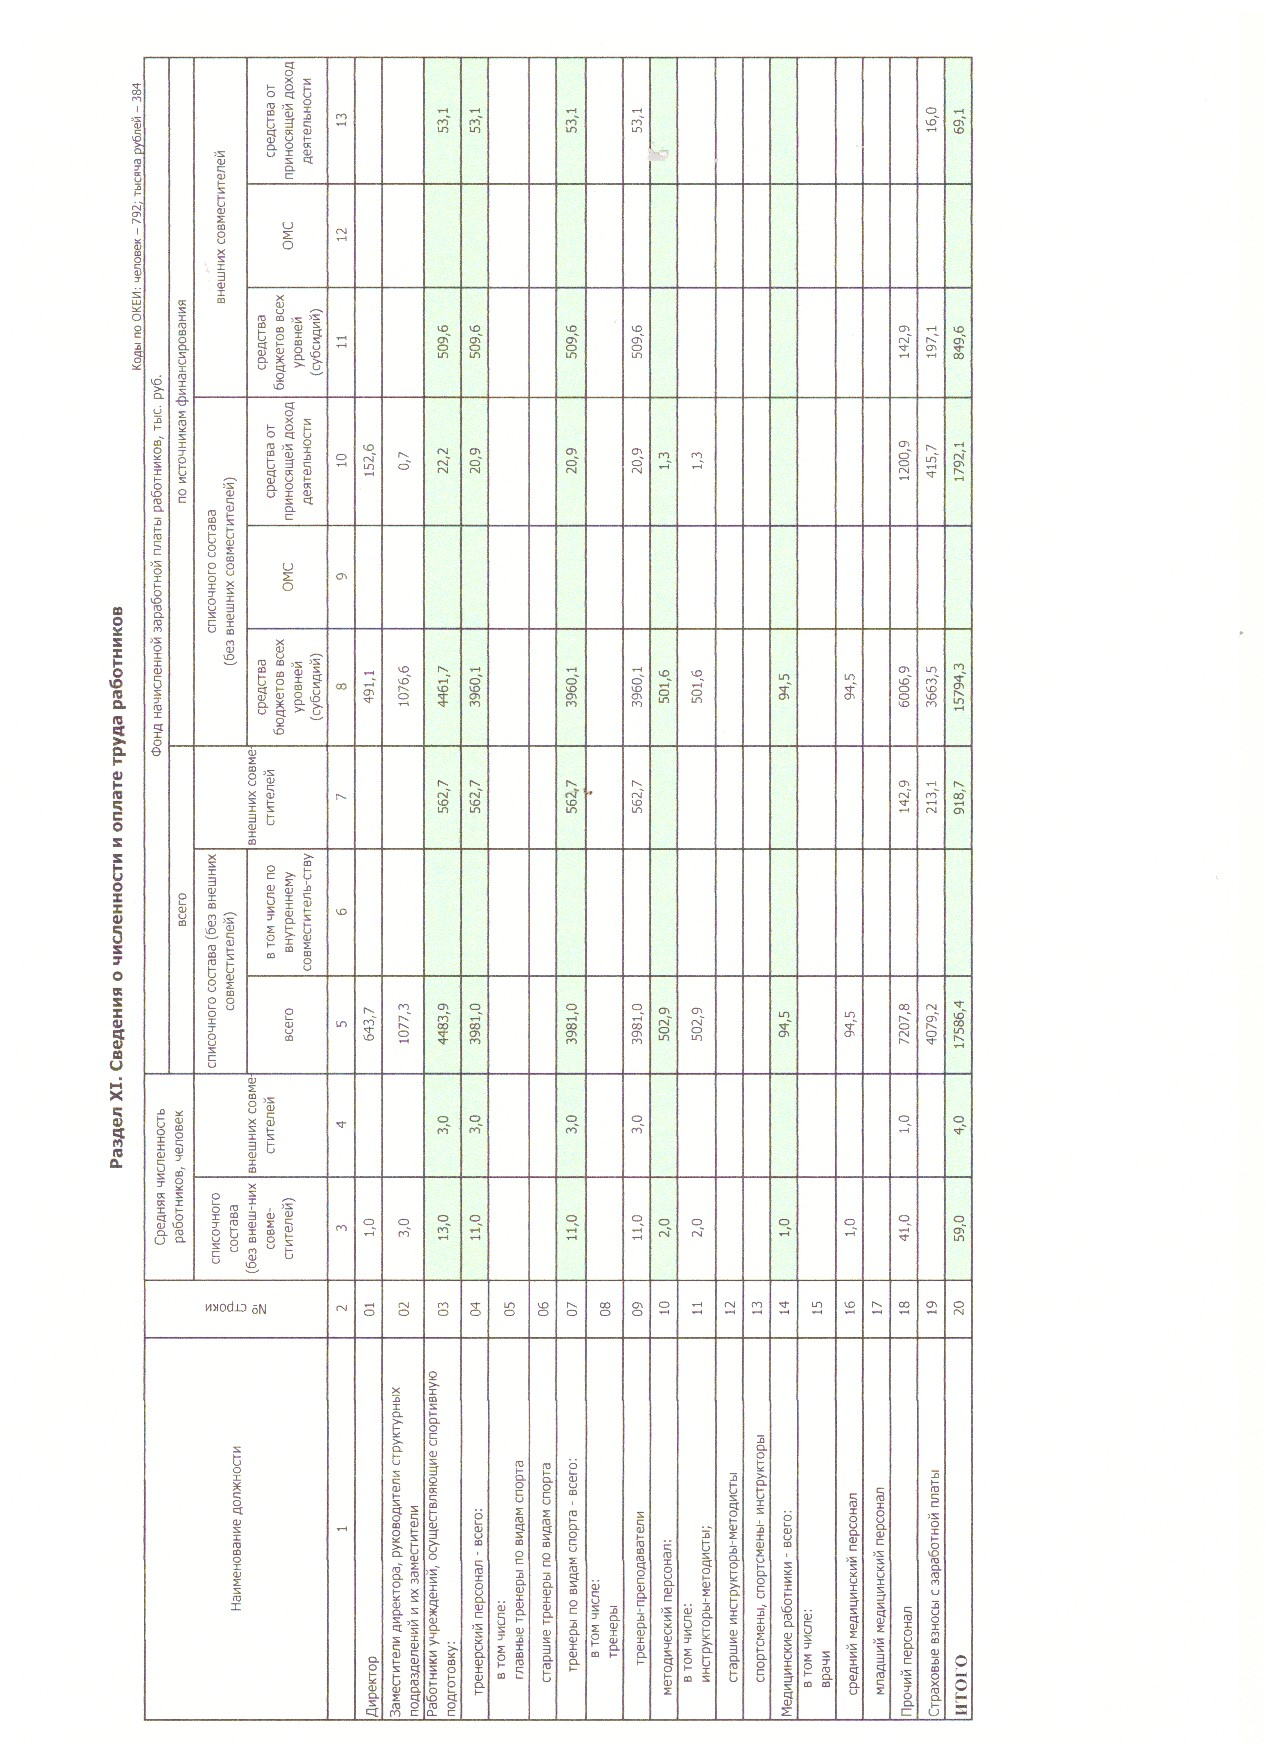 Раздел XI. Сведения о численности и оплате труда работников
Коды по ОКЕИ: человек – 792; тысяча рублей – 384
Наименование должности
№ строки
Средняя численность
работников, человек
Фонд начисленной заработной платы работников, тыс. руб.
всего
по источникам финансирования
списочного
состава
(без внеш-них
совме-
стителей)
внешних совме
стителей
списочного состава (без внешних
совместителей)
всего
в том числе по
внутреннему
совместитель-ству
внешних совме
стителей
списочного состава
(без внешних совместителей)
средства
бюджетов всех
уровней
(субсидий)
ОМС
средства от
приносящей доход
деятельности
внешних совместителей
средства
бюджетов всех
уровней
(субсидий)
ОМС
средства от
приносящей доход
деятельности
1 2 3 4 5 6 7 8 9 10 11 12 13
Директор 01 1,0 643,7 491,1 152,6
Заместители директора, руководители структурных
подразделений и их заместители 02 3,0 1077,3 1076,6 0,7
Работники учреждений, осуществляющие спортивную
подготовку: 03 13,0 3,0 4483,9 562,7 4461,7 22,2 509,6 53,1
тренерский персонал - всего: 04 11,0 3,0 3981,0 562,7 3960,1 20,9 509,6 53,1
в том числе:
главные тренеры по видам спорта 05
старшие тренеры по видам спорта 06
тренеры по видам спорта - всего: 07 11,0 3,0 3981,0 562,7 3960,1 20,9 509,6 53,1
в том числе:
тренеры 08
тренеры-преподаватели 09 11,0 3,0 3981,0 562,7 3960,1 20,9 509,6 53,1
методический персонал: 10 2,0 502,9 501,6 1,3
в том числе:
инструкторы-методисты; 11 2,0 502,9 501,6 1,3
старшие инструкторы-методисты 12
спортсмены, спортсмены- инструкторы 13
Медицинские работники - всего: 14 1,0 94,5 94,5
в том числе:
врачи 15
средний медицинский персонал 16 1,0 94,5 94,5
младший медицинский персонал 17
Прочий персонал 18 41,0 1,0 7207,8 142,9 6006,9 1200,9 142,9
Страховые взносы с заработной платы 19 4079,2 213,1 3663,5 415,7 197,1 16,0
ИТОГО 20 59,0 4,0 17586,4 918,7 15794,3 1792,1 849,6 69,1